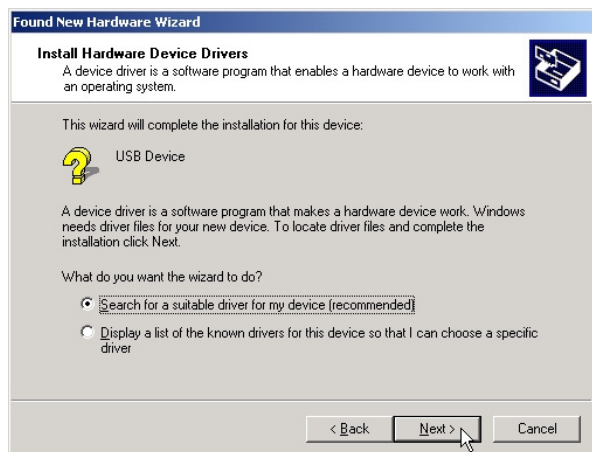 Found New Hardware Wizard
Install Hardware Device Drivers
A device driver is a software program that enables a hardware device to work with
an operating system.
This wizard will complete the installation for this device:
USB Device
A device driver is a software program that makes a hardware device work. Windows
needs driver files for your new device. To locate driver files and complete the
installation click Next.
What do you want the wizard to do?
Search for a suitable driver for my device (recommended)
Display a list of the known drivers for this device so that I can choose a specific
driver
< Back Next > Cancel